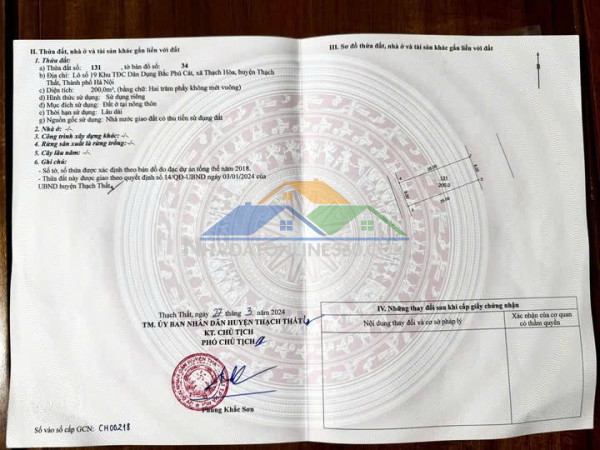 II. Thửa đất, nhà ở và tài sản khác gắn liền với đất
1. Thửa đất:
a) Thửa đất số: 131 , tờ bản đồ số: 34
b) Địa chỉ: Lô số 19 Khu TĐC Dân Dụng Bắc Phú Cát, xã Thạch Hòa, huyện Thạch
Thất, Thành phố Hà Nội
c) Diện tích: 200,0m², (bằng chữ: Hai trăm phẩy không mét vuông)
d) Hình thức sử dụng: Sử dụng riêng
đ) Mục đích sử dụng: Đất ở tại nông thôn
e) Thời hạn sử dụng: Lâu dài
g) Nguồn gốc sử dụng: Nhà nước giao đất có thu tiền sử dụng đất
2. Nhà ở: -/-
3. Công trình xây dựng khác: -/-
4. Rừng sản xuất là rừng trồng: -/-
5. Cây lâu năm: -/-
6. Ghi chú:
- Số tờ, số thửa được xác định theo bản đồ đo đạc dự án tổng thể năm 2018.
- Thửa đất này được giao theo quyết định số 14/QĐ-UBND ngày 03/01/2024 của
UBND huyện Thạch Thất.
Thạch Thất, ngày 27 tháng 3 năm 2024
TM. ỦY BAN NHÂN DÂN HUYỆN THẠCH THẤT
KT. CHỦ TỊCH
PHÓ CHỦ TỊCH
Phùng Khắc Sơn
Số vào sổ cấp GCN: CH00218
III. Sơ đồ thửa đất, nhà ở và tài sản khác gắn liền với đất
131
200,0
IV. Những thay đổi sau khi cấp giấy chứng nhận
Nội dung thay đổi và cơ sở pháp lý
Xác nhận của cơ quan
có thẩm quyền